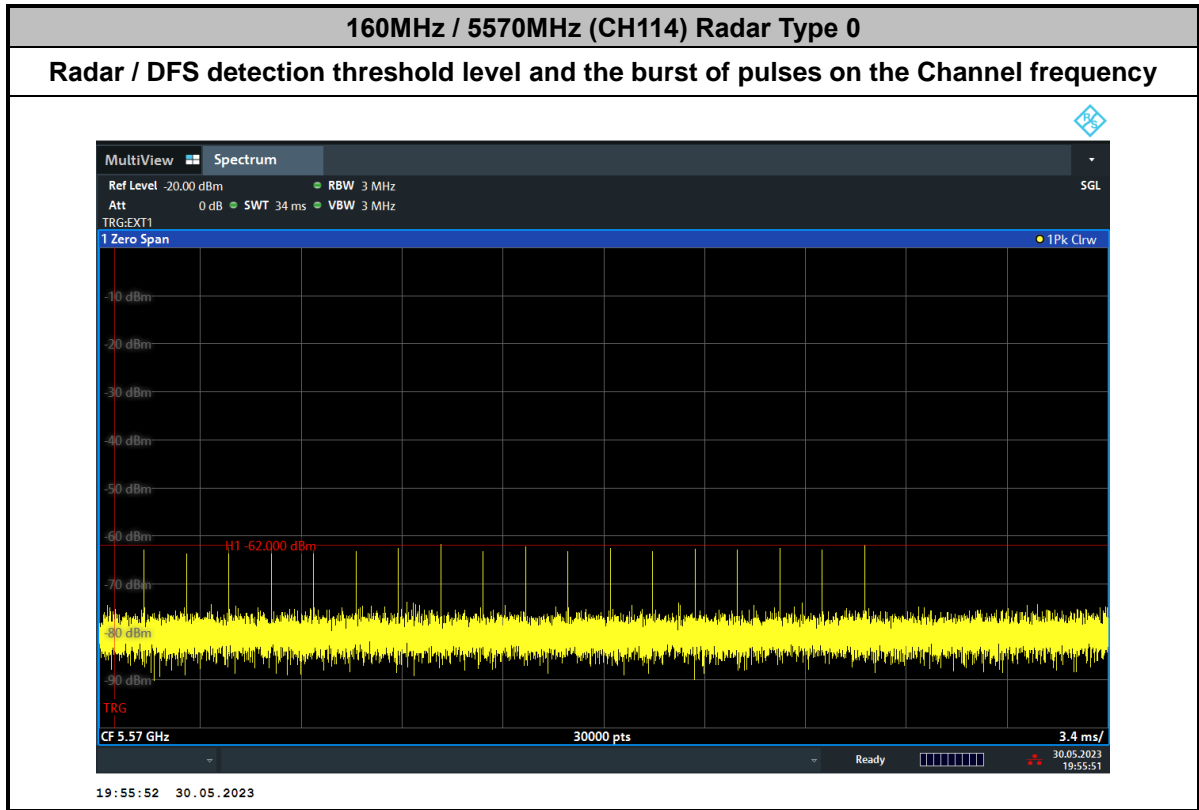 160MHz / 5570MHz (CH114) Radar Type 0
Radar / DFS detection threshold level and the burst of pulses on the Channel frequency
R&S
MultiView Spectrum
Ref Level -20.00 dBm RBW 3 MHz SGL
Att 0 dB SWT 34 ms VBW 3 MHz
TRG:EXT1
1 Zero Span 1Pk Clrw
-10 dBm
-20 dBm
-30 dBm
-40 dBm
-50 dBm
-60 dBm
H1 -62.000 dBm
-70 dBm
-80 dBm
-90 dBm
TRG
CF 5.57 GHz 30000 pts 3.4 ms/
Ready 30.05.2023
19:55:51
19:55:52 30.05.2023